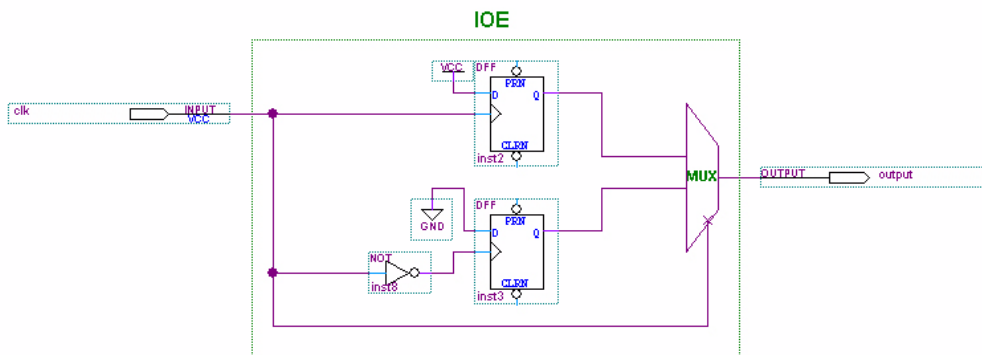 IOE
VCC
DFF
PRN
D
Q
CLRN
inst2
clk
INPUT
VCC
MUX
OUTPUT
output
DFF
PRN
D
Q
CLRN
inst3
GND
NOT
inst8